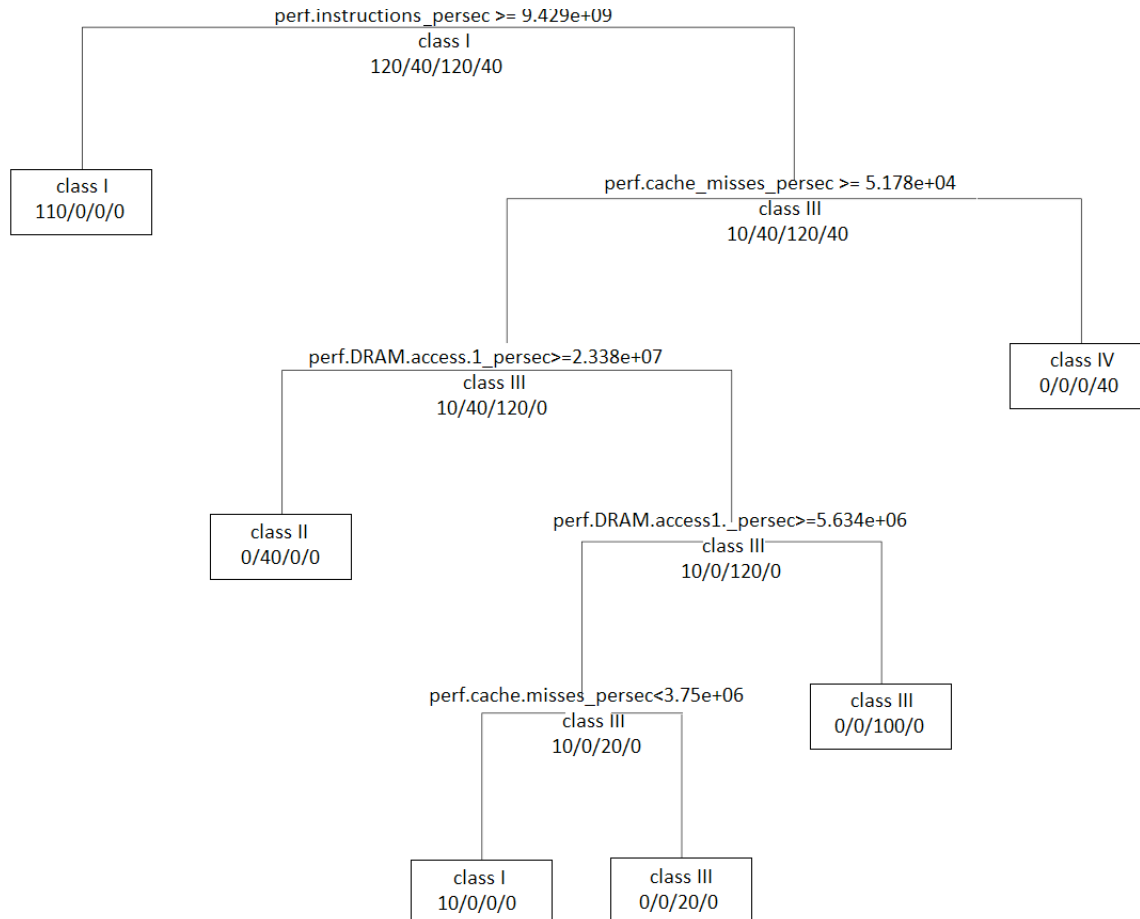 perf.instructions_persec >= 9.429e+09
class I
120/40/120/40
class I
110/0/0/0
perf.cache_misses_persec >= 5.178e+04
class III
10/40/120/40
perf.DRAM.access.1_persec>=2.338e+07
class III
10/40/120/0
class IV
0/0/0/40
class II
0/40/0/0
perf.DRAM.access1._persec>=5.634e+06
class III
10/0/120/0
perf.cache.misses_persec<3.75e+06
class III
10/0/20/0
class III
0/0/100/0
class I
10/0/0/0
class III
0/0/20/0